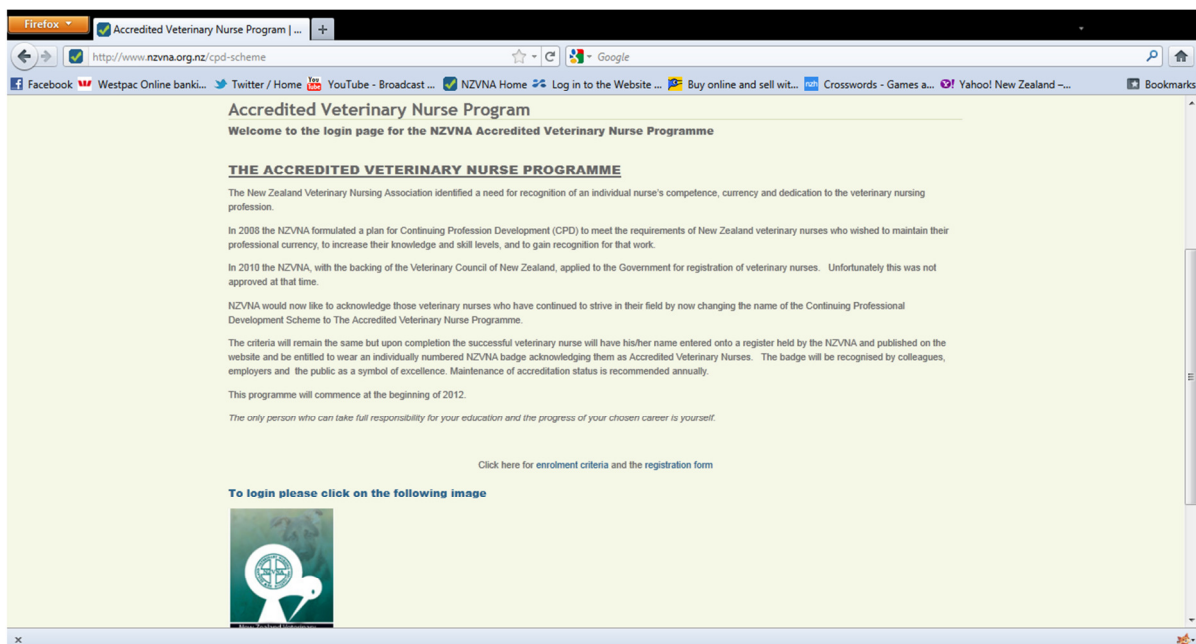 Firefox
Accredited Veterinary Nurse Program | ...
http://www.nzvna.org.nz/cpd-scheme
Google
Facebook Westpac Online banki... Twitter / Home YouTube - Broadcast ... NZVNA Home Log in to the Website ... Buy online and sell wit... Crosswords - Games a... Yahoo! New Zealand –... Bookmarks
Accredited Veterinary Nurse Program
Welcome to the login page for the NZVNA Accredited Veterinary Nurse Programme
THE ACCREDITED VETERINARY NURSE PROGRAMME
The New Zealand Veterinary Nursing Association identified a need for recognition of an individual nurse's competence, currency and dedication to the veterinary nursing
profession.
In 2008 the NZVNA formulated a plan for Continuing Profession Development (CPD) to meet the requirements of New Zealand veterinary nurses who wished to maintain their
professional currency, to increase their knowledge and skill levels, and to gain recognition for that work.
In 2010 the NZVNA, with the backing of the Veterinary Council of New Zealand, applied to the Government for registration of veterinary nurses. Unfortunately this was not
approved at that time.
NZVNA would now like to acknowledge those veterinary nurses who have continued to strive in their field by now changing the name of the Continuing Professional
Development Scheme to The Accredited Veterinary Nurse Programme.
The criteria will remain the same but upon completion the successful veterinary nurse will have his/her name entered onto a register held by the NZVNA and published on the
website and be entitled to wear an individually numbered NZVNA badge acknowledging them as Accredited Veterinary Nurses. The badge will be recognised by colleagues,
employers and the public as a symbol of excellence. Maintenance of accreditation status is recommended annually.
This programme will commence at the beginning of 2012.
The only person who can take full responsibility for your education and the progress of your chosen career is yourself.
Click here for enrolment criteria and the registration form
To login please click on the following image
NZVNA